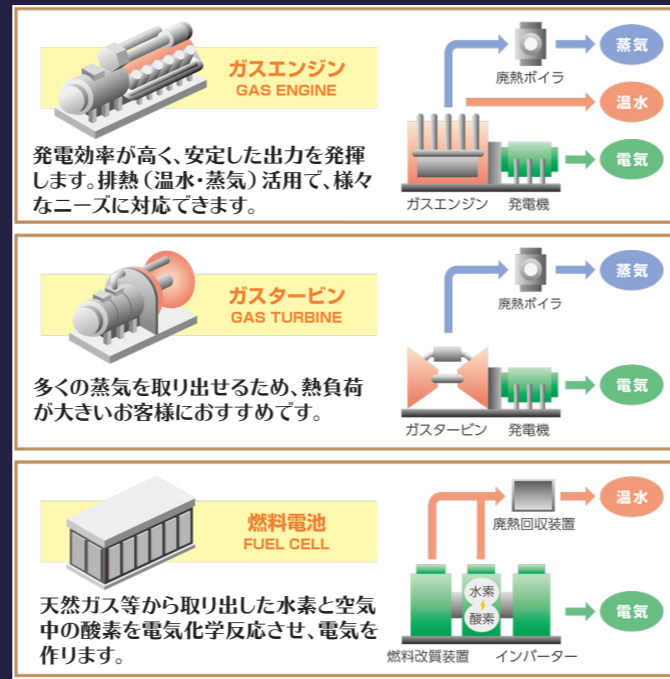 ガスエンジン
GAS ENGINE
発電効率が高く、安定した出力を発揮
します。排熱（温水・蒸気）活用で、様々
なニーズに対応できます。
蒸気
廃熱ボイラ
温水
電気
ガスエンジン
発電機
ガスタービン
GAS TURBINE
多くの蒸気を取り出せるため、熱負荷
が大きいお客様におすすめです。
蒸気
廃熱ボイラ
電気
ガスタービン
発電機
燃料電池
FUEL CELL
天然ガス等から取り出した水素と空気
中の酸素を電気化学反応させ、電気を
作ります。
温水
廃熱回収装置
水素
酸素
電気
燃料改質装置
インバーター